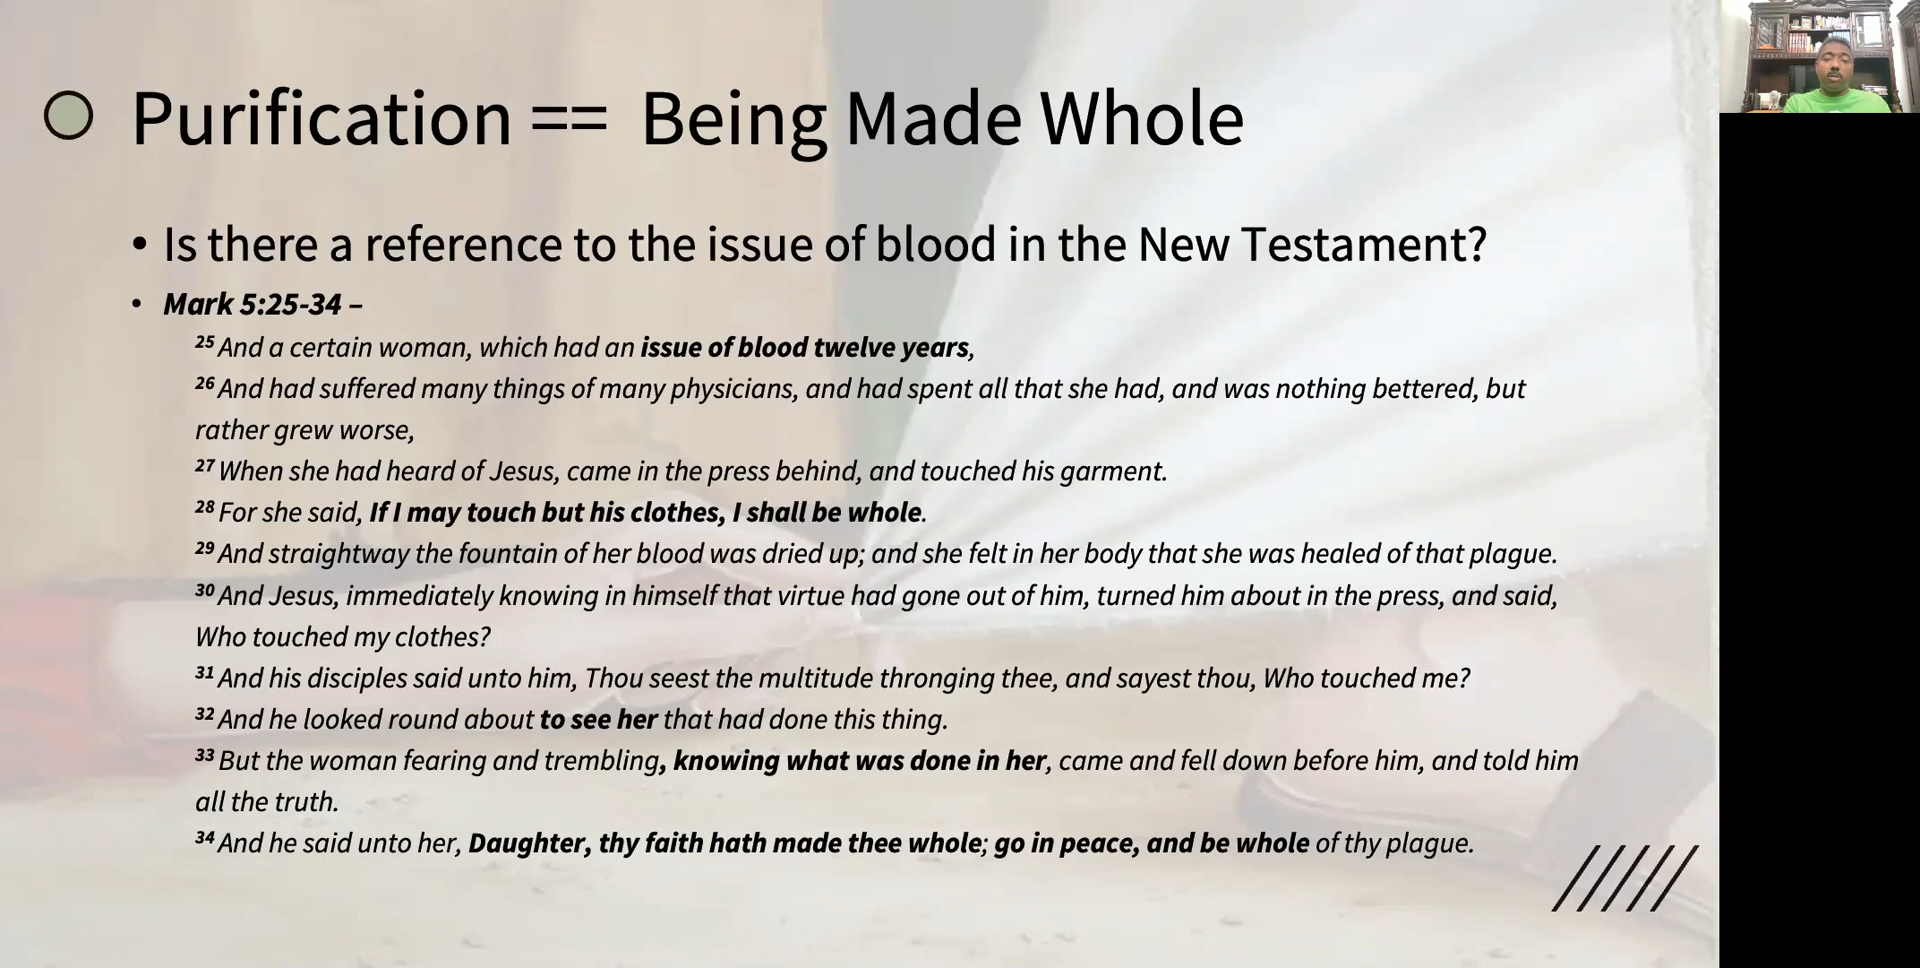 Purification == Being Made Whole
• Is there a reference to the issue of blood in the New Testament?
• Mark 5:25-34 –
25 And a certain woman, which had an issue of blood twelve years,
26 And had suffered many things of many physicians, and had spent all that she had, and was nothing bettered, but
rather grew worse,
27 When she had heard of Jesus, came in the press behind, and touched his garment.
28 For she said, If I may touch but his clothes, I shall be whole.
29 And straightway the fountain of her blood was dried up; and she felt in her body that she was healed of that plague.
30 And Jesus, immediately knowing in himself that virtue had gone out of him, turned him about in the press, and said,
Who touched my clothes?
31 And his disciples said unto him, Thou seest the multitude thronging thee, and sayest thou, Who touched me?
32 And he looked round about to see her that had done this thing.
33 But the woman fearing and trembling, knowing what was done in her, came and fell down before him, and told him
all the truth.
34 And he said unto her, Daughter, thy faith hath made thee whole; go in peace, and be whole of thy plague.